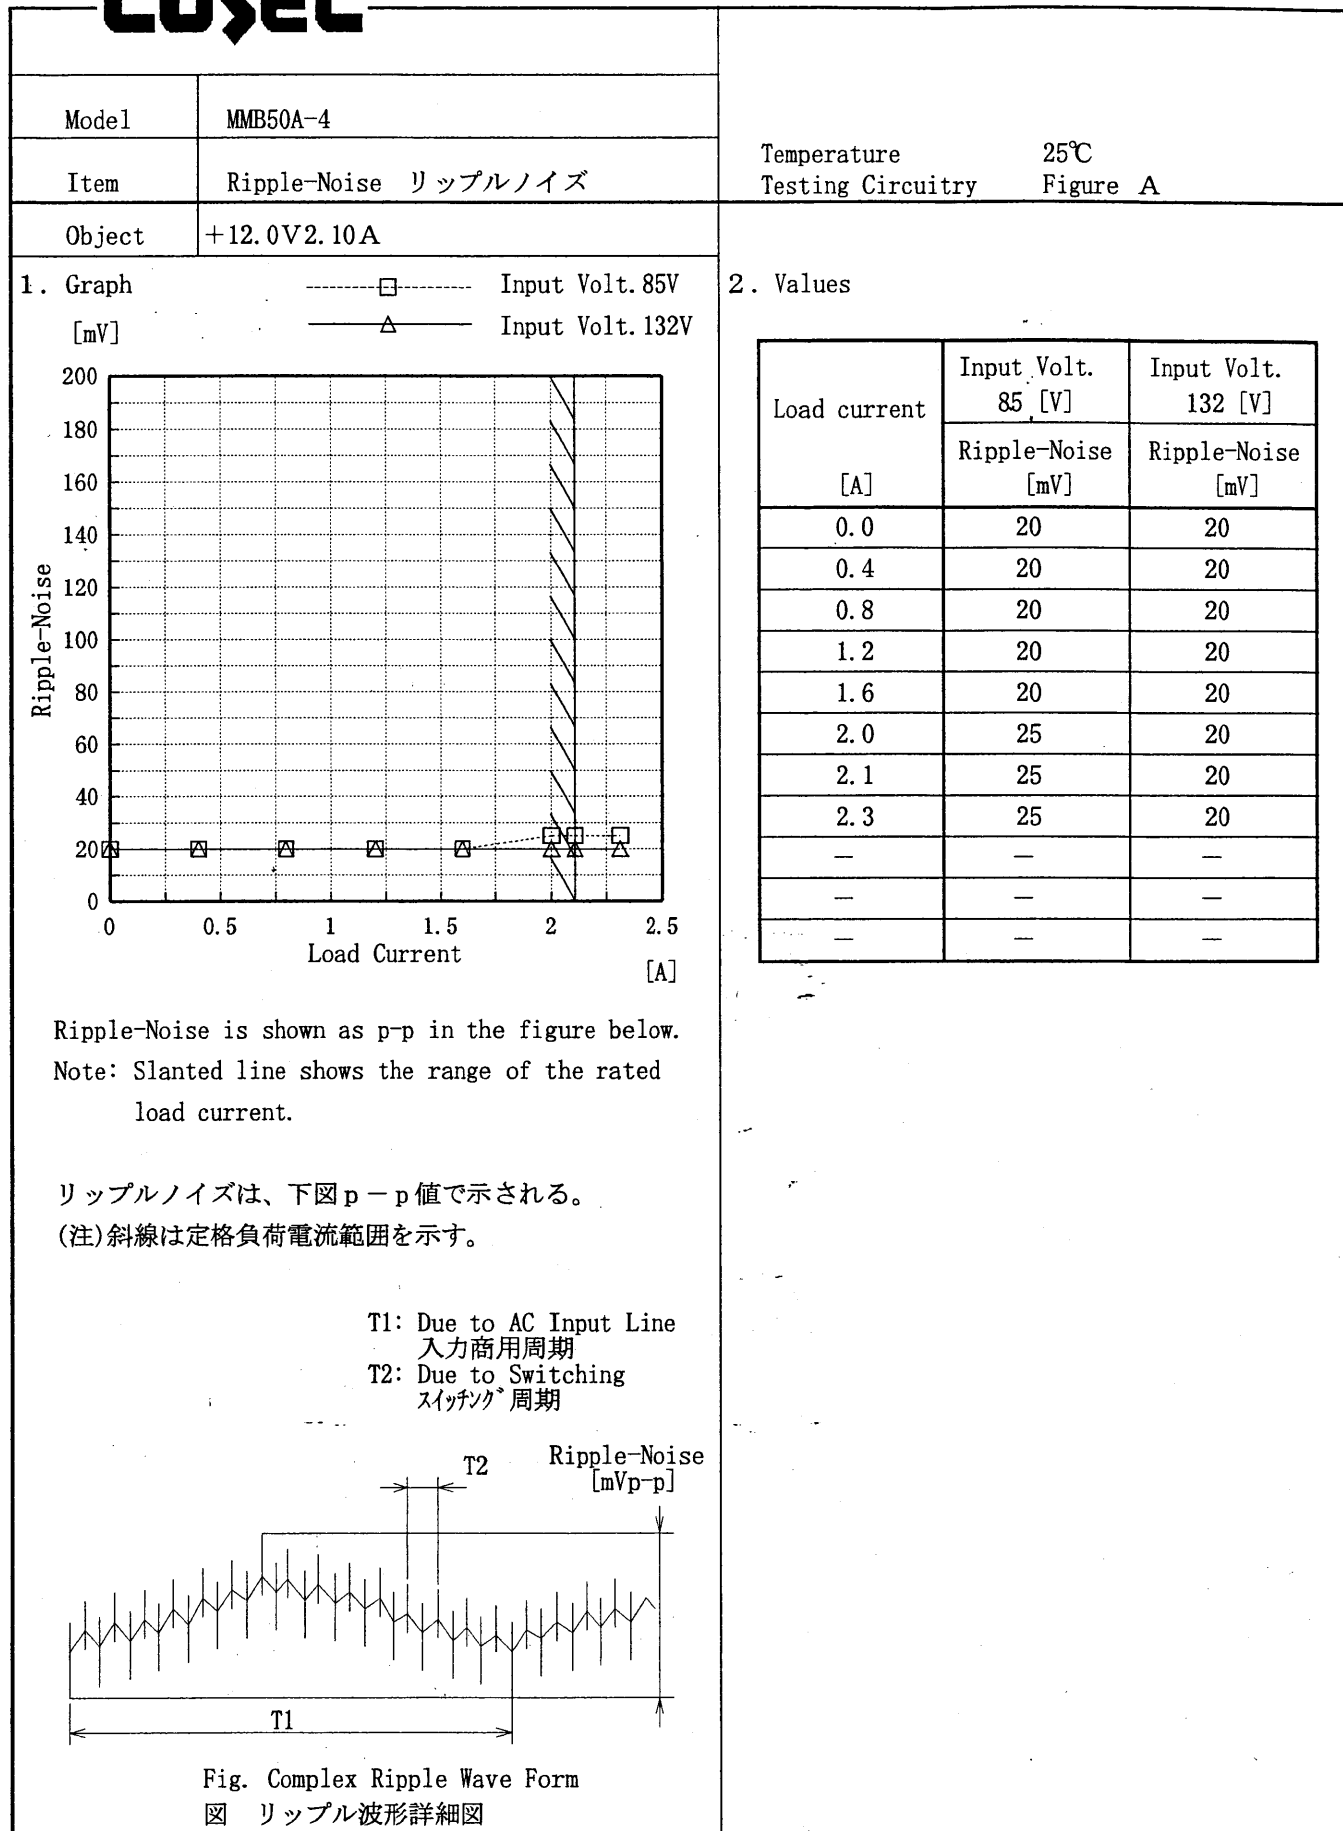 COSEL
Model MMB50A-4
Item Ripple-Noise リップルノイズ
Object +12.0V2.10A
Temperature 25℃
Testing Circuitry Figure A
1. Graph
Input Volt. 85V
Input Volt. 132V
[mV]
200
180
160
140
120
100
80
60
40
20
0
Ripple-Noise
0 0.5 1 1.5 2 2.5
Load Current
[A]
Ripple-Noise is shown as p-p in the figure below.
Note: Slanted line shows the range of the rated
load current.
リップルノイズは、下図p-p値で示される。
(注)斜線は定格負荷電流範囲を示す。
T1: Due to AC Input Line
入力商用周期
T2: Due to Switching
スイッチング周期
T2
Ripple-Noise
[mVp-p]
T1
Fig. Complex Ripple Wave Form
図 リップル波形詳細図
2. Values
Load current [A]
Input Volt. 85 [V]
Input Volt. 132 [V]
Ripple-Noise [mV]
Ripple-Noise [mV]
0.0 20 20
0.4 20 20
0.8 20 20
1.2 20 20
1.6 20 20
2.0 25 20
2.1 25 20
2.3 25 20
— — —
— — —
— — —